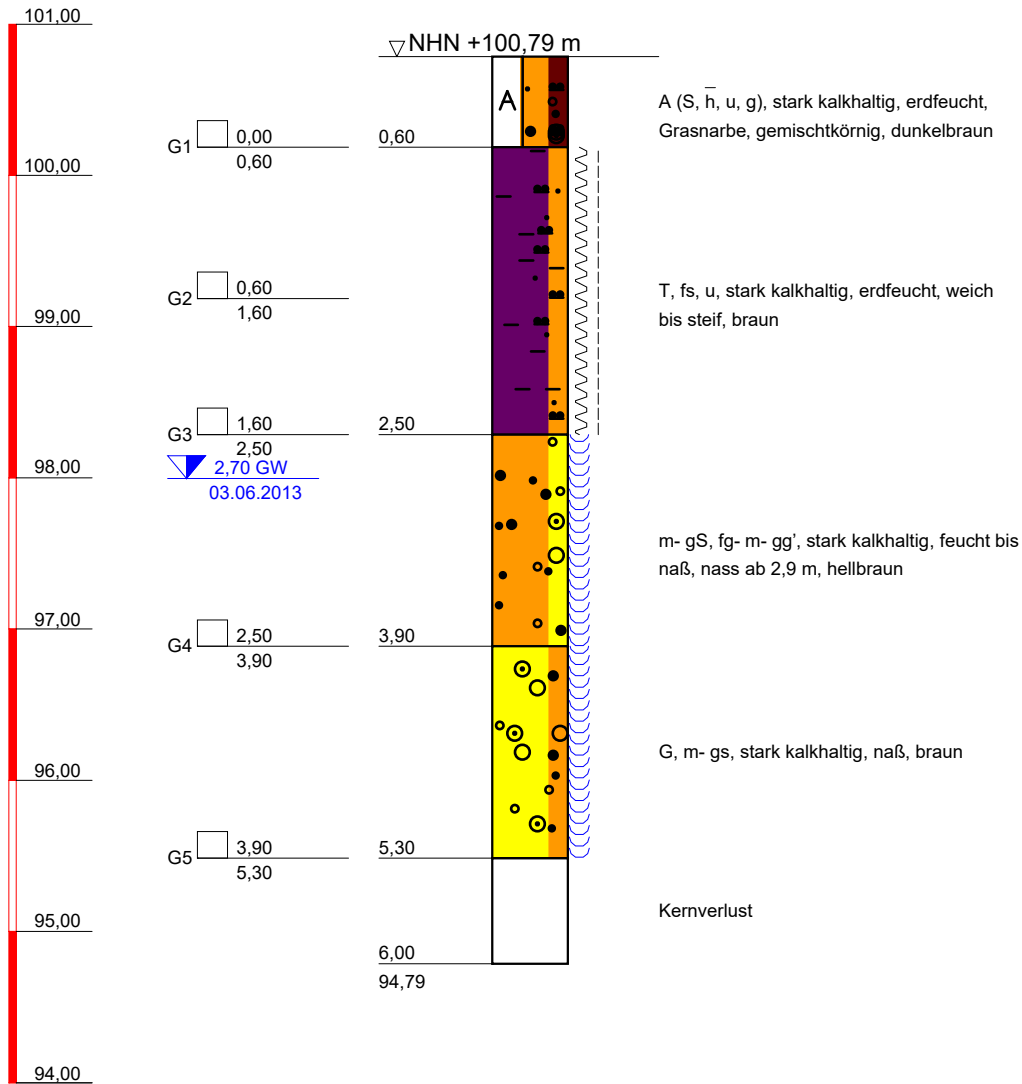 101,00
NHN +100,79 m
A
A (S, h̅, u, g), stark kalkhaltig, erdfeucht,
Grasnarbe, gemischtkörnig, dunkelbraun
G1 0,00
0,60
0,60
100,00
G2 0,60
1,60
T, fs, u, stark kalkhaltig, erdfeucht, weich
bis steif, braun
99,00
G3 1,60
2,50
2,50
2,70 GW
03.06.2013
98,00
m- gS, fg- m- gg', stark kalkhaltig, feucht bis
naß, nass ab 2,9 m, hellbraun
97,00
G4 2,50
3,90
3,90
G, m- gs, stark kalkhaltig, naß, braun
96,00
G5 3,90
5,30
5,30
95,00
Kernverlust
6,00
94,79
94,00